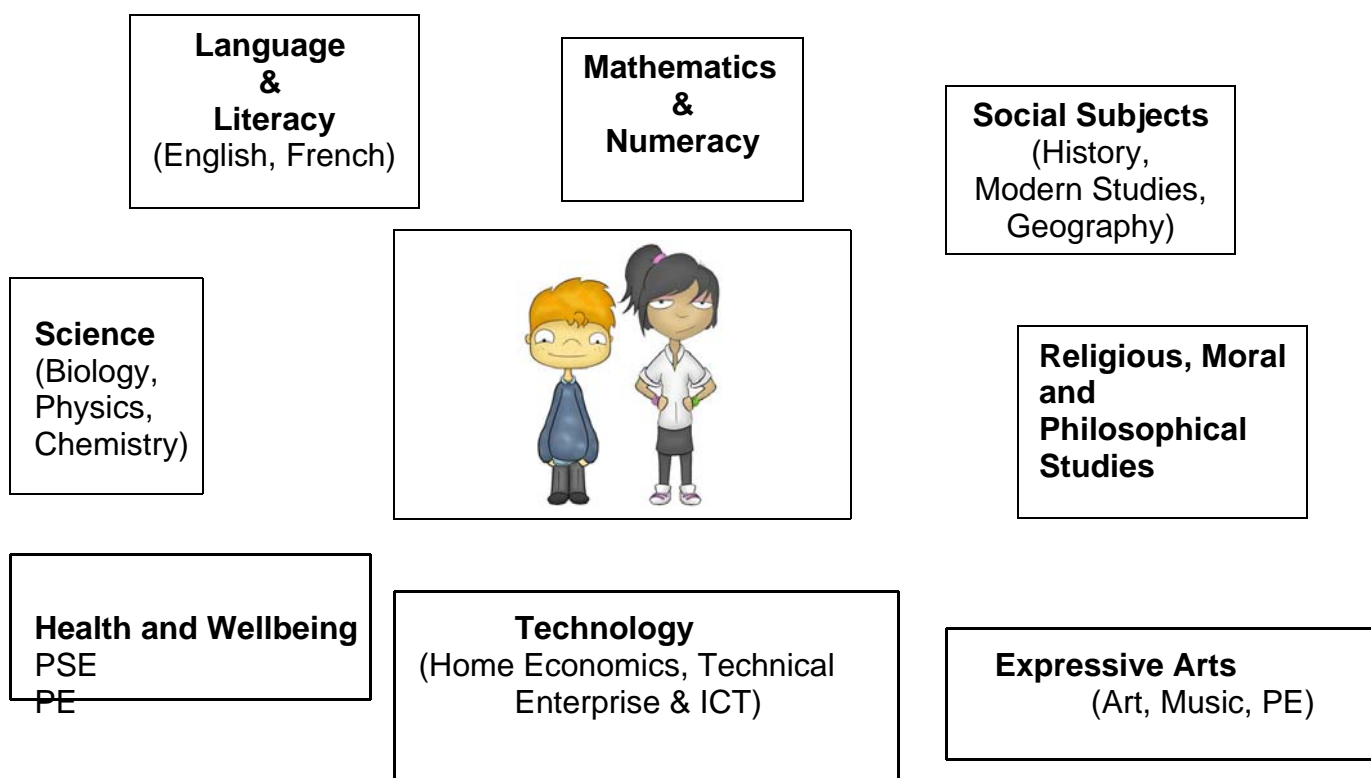 Language
&
Literacy
(English, French)
Mathematics
&
Numeracy
Social Subjects
(History,
Modern Studies,
Geography)
Science
(Biology,
Physics,
Chemistry)
Religious, Moral
and
Philosophical
Studies
Health and Wellbeing
PSE
PE
Technology
(Home Economics, Technical
Enterprise & ICT)
Expressive Arts
(Art, Music, PE)